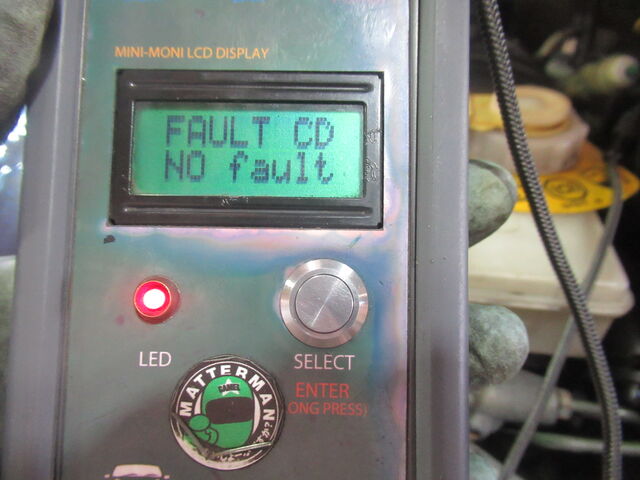 MINI-MONI LCD DISPLAY
FAULT CD
NO fault
LED
SELECT
ENTER
ONG PRESS)
MATTERMAN